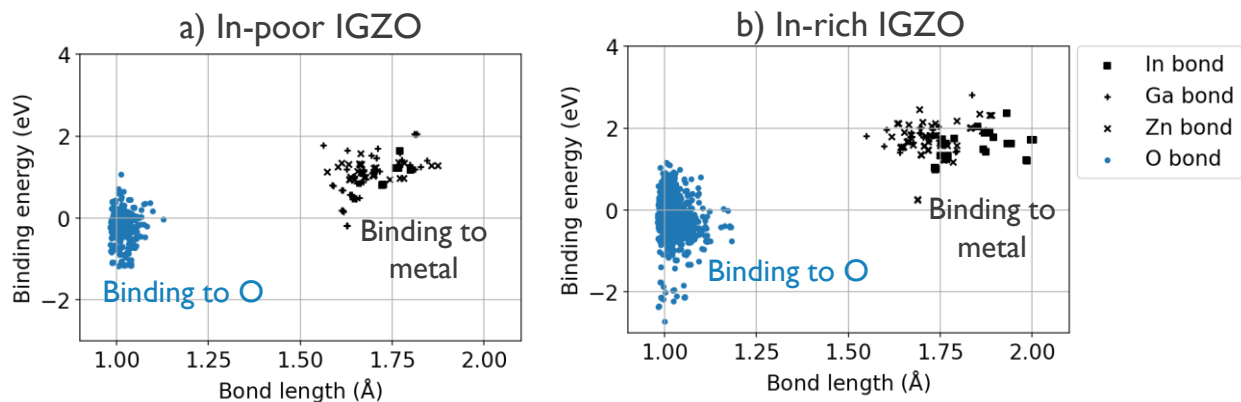 a) In-poor IGZO
4
2
0
−2
Binding energy (eV)
1.00
1.25
1.50
1.75
2.00
Bond length (Å)
Binding to O
Binding to
metal
b) In-rich IGZO
4
2
0
−2
Binding energy (eV)
1.00
1.25
1.50
1.75
2.00
Bond length (Å)
Binding to O
Binding to
metal
In bond
Ga bond
Zn bond
O bond